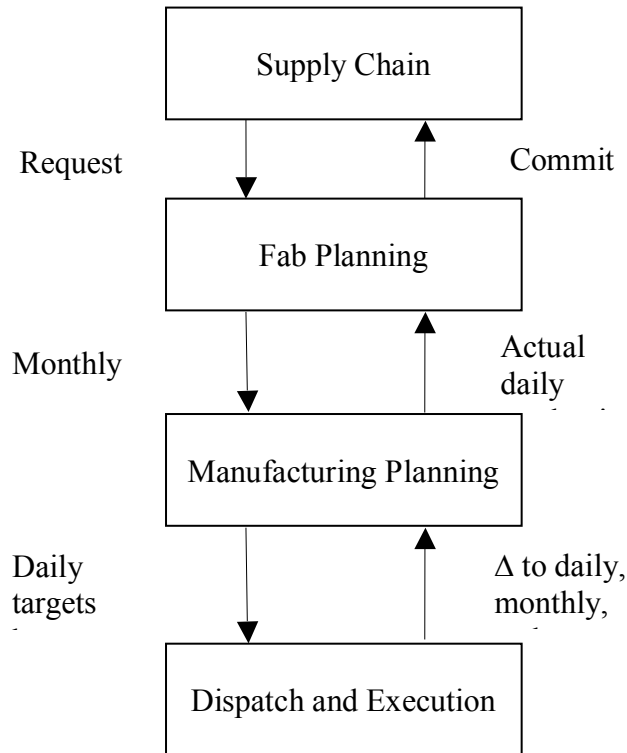 Supply Chain
Request
Commit
Fab Planning
Monthly
Actual
daily
Manufacturing Planning
Daily
targets
Δ to daily,
monthly,
Dispatch and Execution